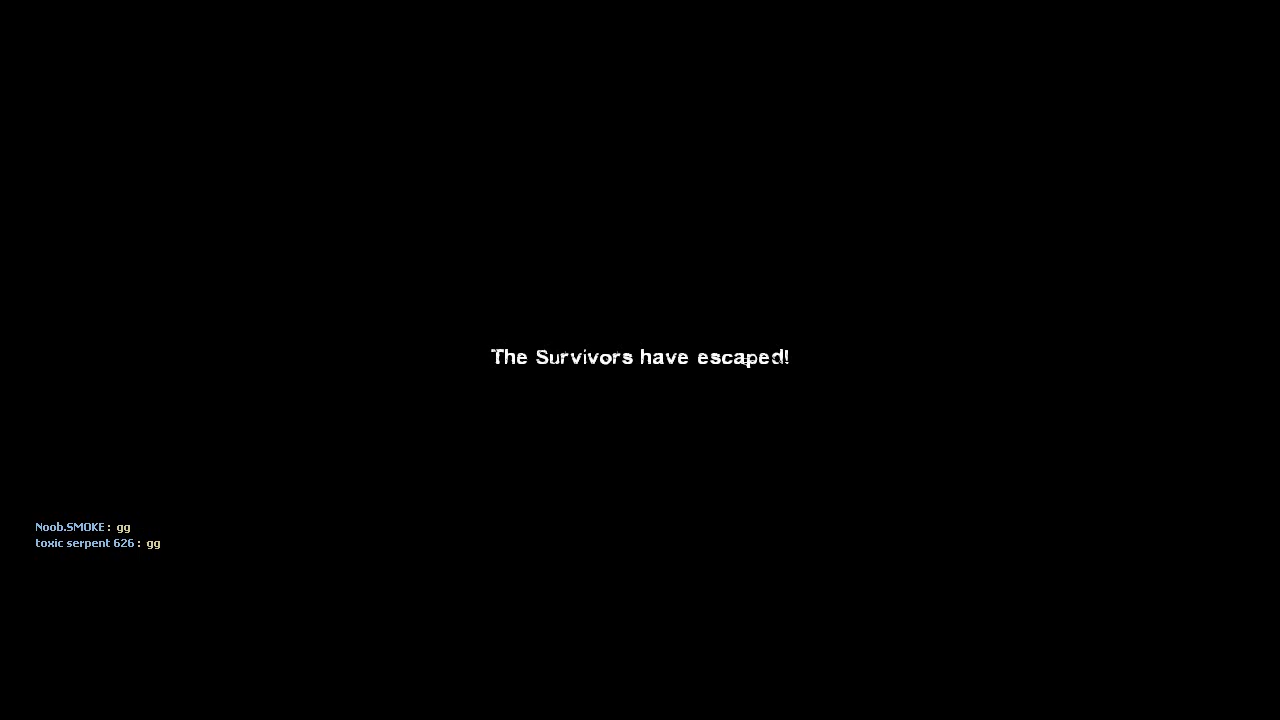 The Survivors have escaped!
Noob.SMOKE : gg
toxic serpent 626 : gg